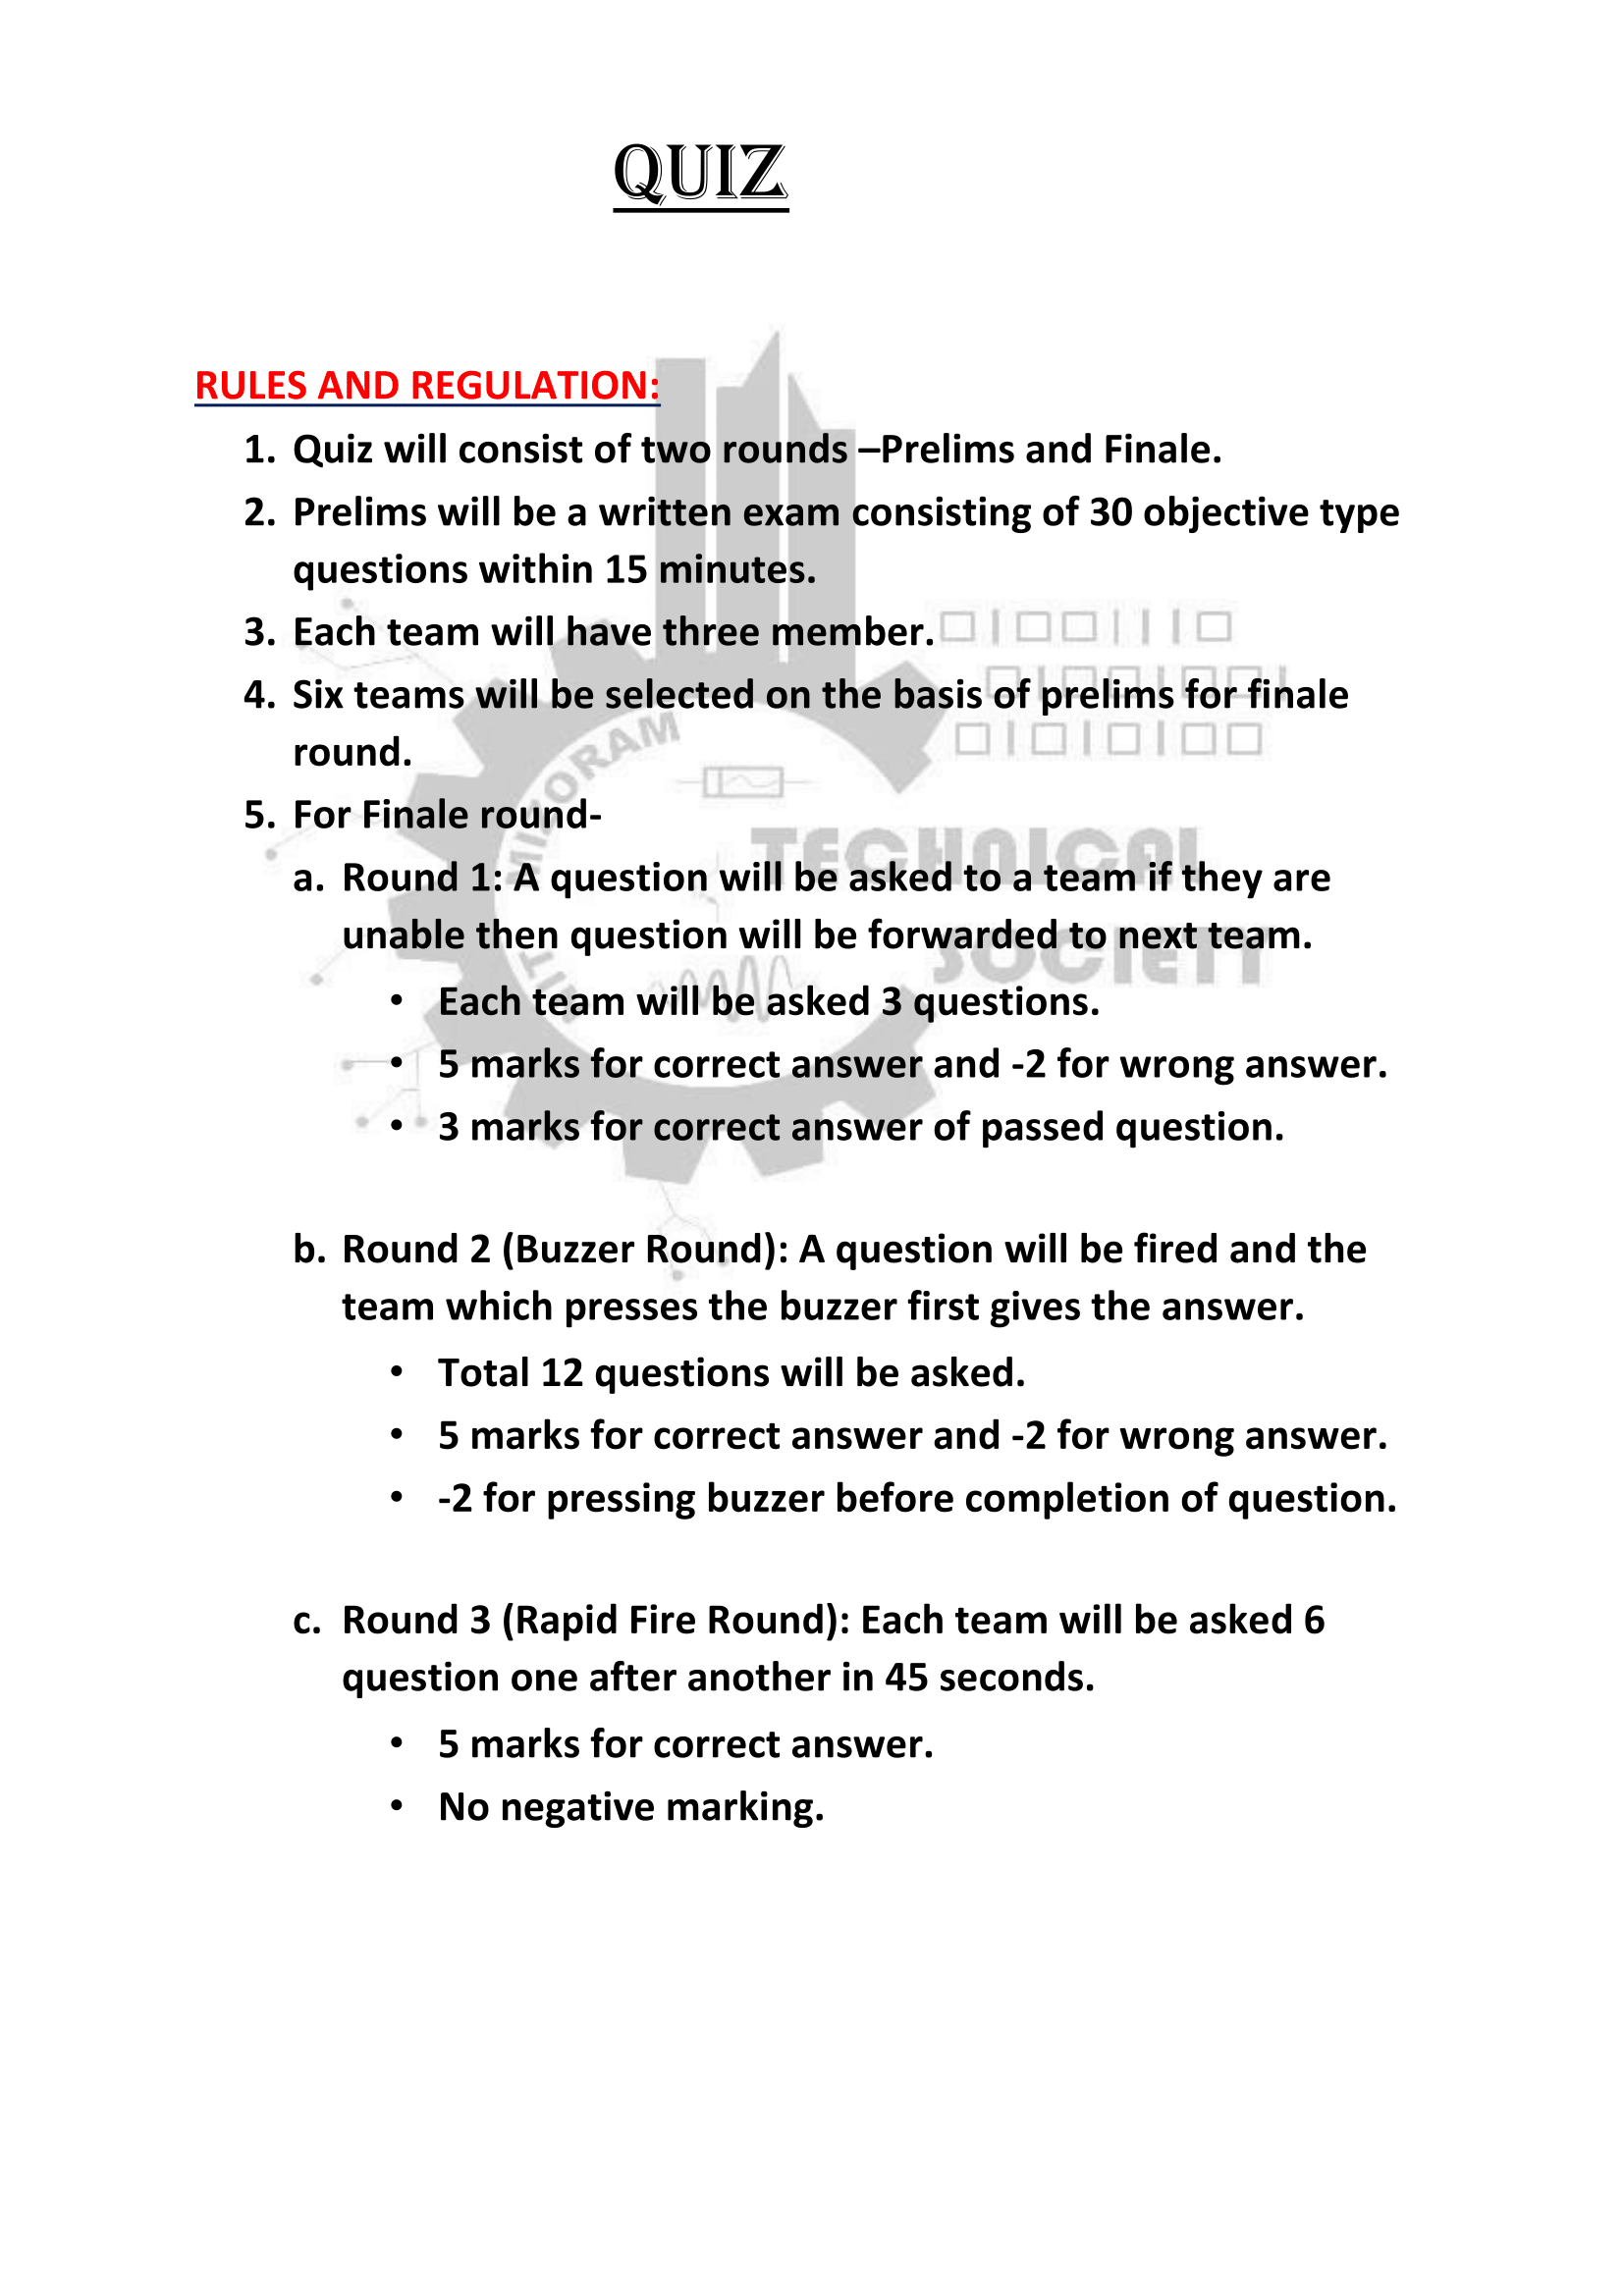 QUIZ
RULES AND REGULATION:
1. Quiz will consist of two rounds –Prelims and Finale.
2. Prelims will be a written exam consisting of 30 objective type
questions within 15 minutes.
3. Each team will have three member.
4. Six teams will be selected on the basis of prelims for finale
round.
5. For Finale round-
a. Round 1: A question will be asked to a team if they are
unable then question will be forwarded to next team.
• Each team will be asked 3 questions.
• 5 marks for correct answer and -2 for wrong answer.
• 3 marks for correct answer of passed question.
b. Round 2 (Buzzer Round): A question will be fired and the
team which presses the buzzer first gives the answer.
• Total 12 questions will be asked.
• 5 marks for correct answer and -2 for wrong answer.
• -2 for pressing buzzer before completion of question.
c. Round 3 (Rapid Fire Round): Each team will be asked 6
question one after another in 45 seconds.
• 5 marks for correct answer.
• No negative marking.
MIZORAM
TECHNICAL
SOCIETY